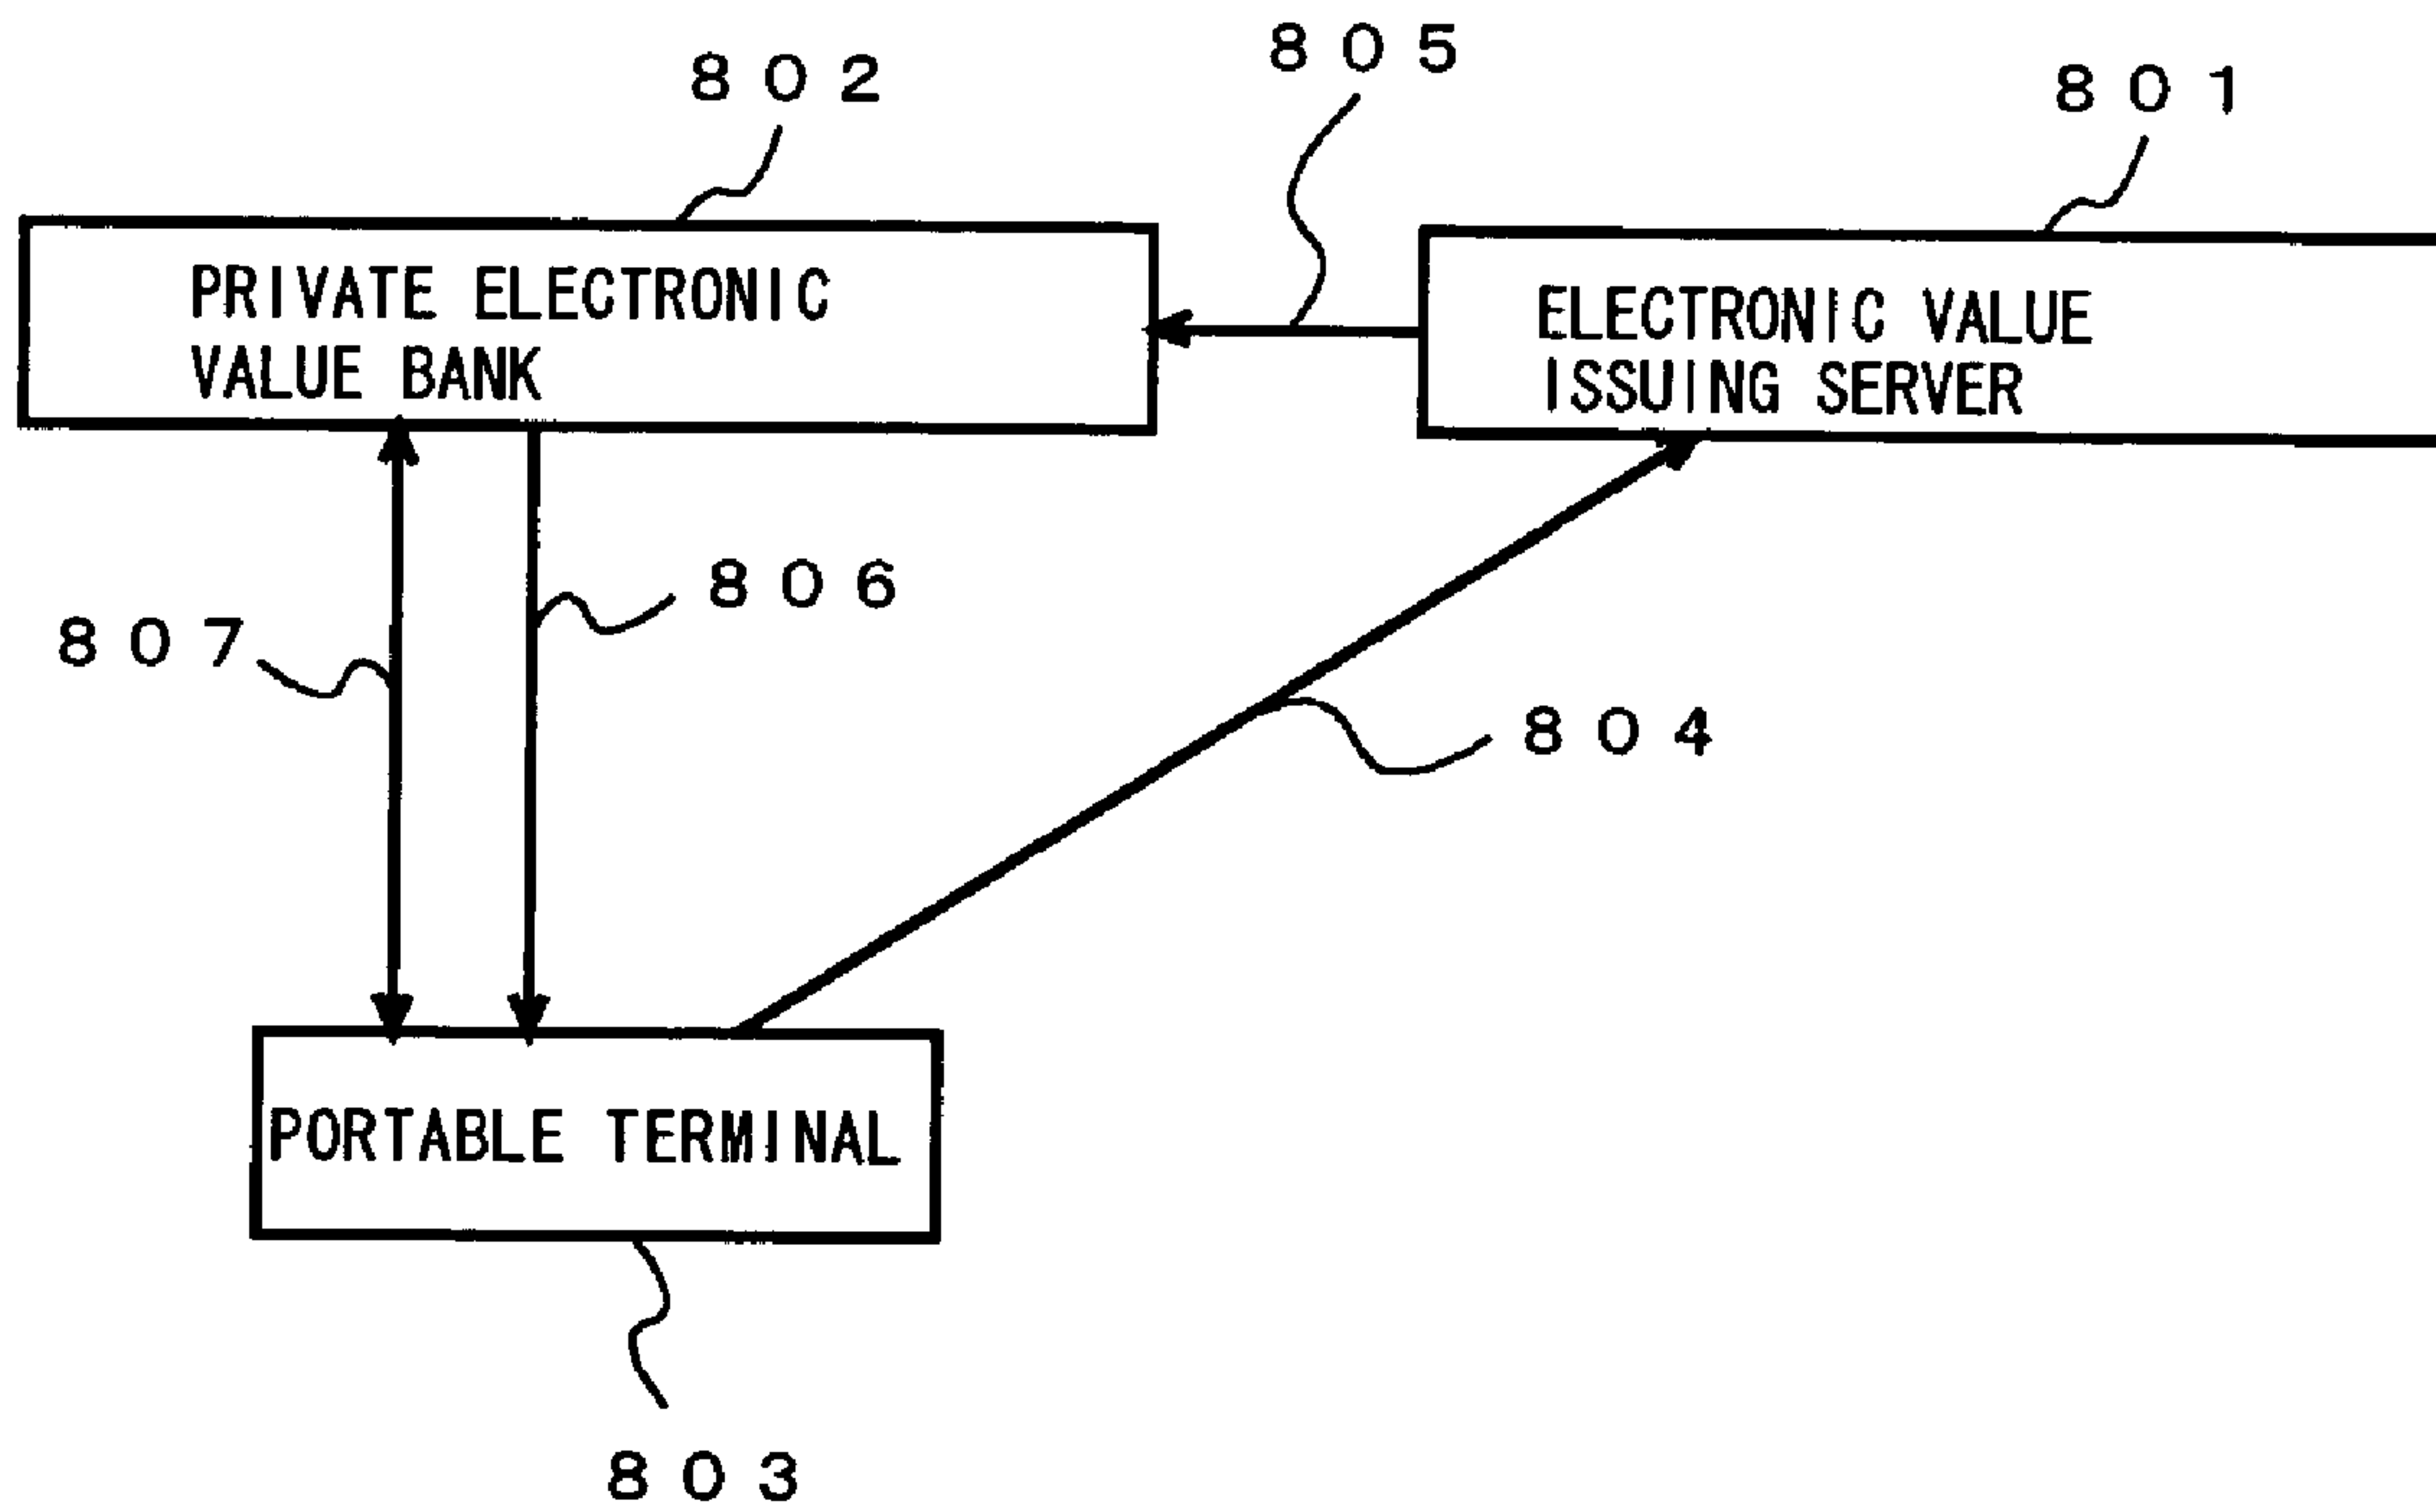 802
805
801
PRIVATE ELECTRONIC
VALUE BANK
ELECTRONIC VALUE
ISSUING SERVER
806
807
804
PORTABLE TERMINAL
803